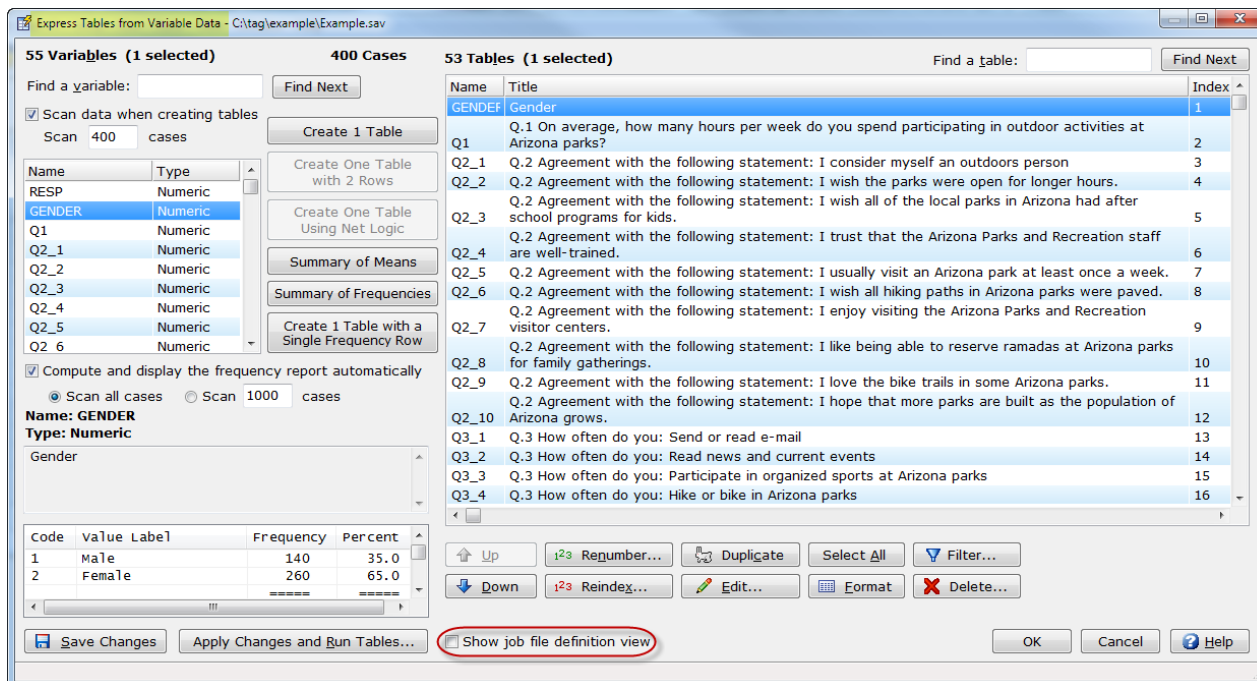 Express Tables from Variable Data - C:\tag\example\Example.sav
55 Variables (1 selected) 400 Cases
Find a variable: Find Next
Scan data when creating tables
Scan 400 cases
Name Type
RESP Numeric
GENDER Numeric
Q1 Numeric
Q2_1 Numeric
Q2_2 Numeric
Q2_3 Numeric
Q2_4 Numeric
Q2_5 Numeric
Q2_6 Numeric
Create 1 Table
Create One Table
with 2 Rows
Create One Table
Using Net Logic
Summary of Means
Summary of Frequencies
Create 1 Table with a
Single Frequency Row
Compute and display the frequency report automatically
Scan all cases Scan 1000 cases
Name: GENDER
Type: Numeric
Gender
Code Value Label Frequency Percent
1 Male 140 35.0
2 Female 260 65.0
===== =====
Save Changes Apply Changes and Run Tables...
53 Tables (1 selected) Find a table: Find Next
Name Title Index
GENDER Gender 1
Q.1 On average, how many hours per week do you spend participating in outdoor activities at
Q1 Arizona parks? 2
Q2_1 Q.2 Agreement with the following statement: I consider myself an outdoors person 3
Q2_2 Q.2 Agreement with the following statement: I wish the parks were open for longer hours. 4
Q.2 Agreement with the following statement: I wish all of the local parks in Arizona had after
Q2_3 school programs for kids. 5
Q.2 Agreement with the following statement: I trust that the Arizona Parks and Recreation staff
Q2_4 are well-trained. 6
Q2_5 Q.2 Agreement with the following statement: I usually visit an Arizona park at least once a week. 7
Q2_6 Q.2 Agreement with the following statement: I wish all hiking paths in Arizona parks were paved. 8
Q.2 Agreement with the following statement: I enjoy visiting the Arizona Parks and Recreation
Q2_7 visitor centers. 9
Q.2 Agreement with the following statement: I like being able to reserve ramadas at Arizona parks
Q2_8 for family gatherings. 10
Q2_9 Q.2 Agreement with the following statement: I love the bike trails in some Arizona parks. 11
Q.2 Agreement with the following statement: I hope that more parks are built as the population of
Q2_10 Arizona grows. 12
Q3_1 Q.3 How often do you: Send or read e-mail 13
Q3_2 Q.3 How often do you: Read news and current events 14
Q3_3 Q.3 How often do you: Participate in organized sports at Arizona parks 15
Q3_4 Q.3 How often do you: Hike or bike in Arizona parks 16
Up 123 Renumber... Duplicate Select All Filter...
Down 123 Reindex... Edit... Format Delete...
Show job file definition view OK Cancel Help